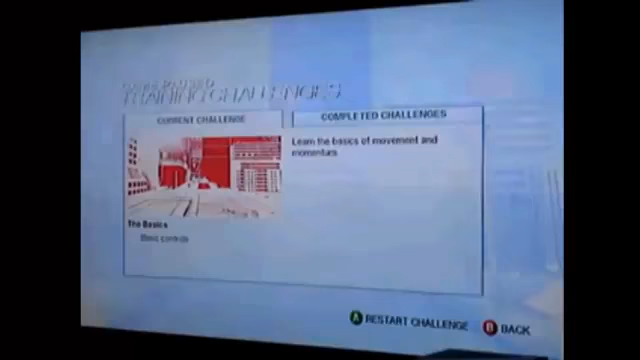 TRAINING CHALLENGES
CURRENT CHALLENGE
COMPLETED CHALLENGES
Learn the basics of movement and
momentum
The Basics
Basic controls
A RESTART CHALLENGE B BACK